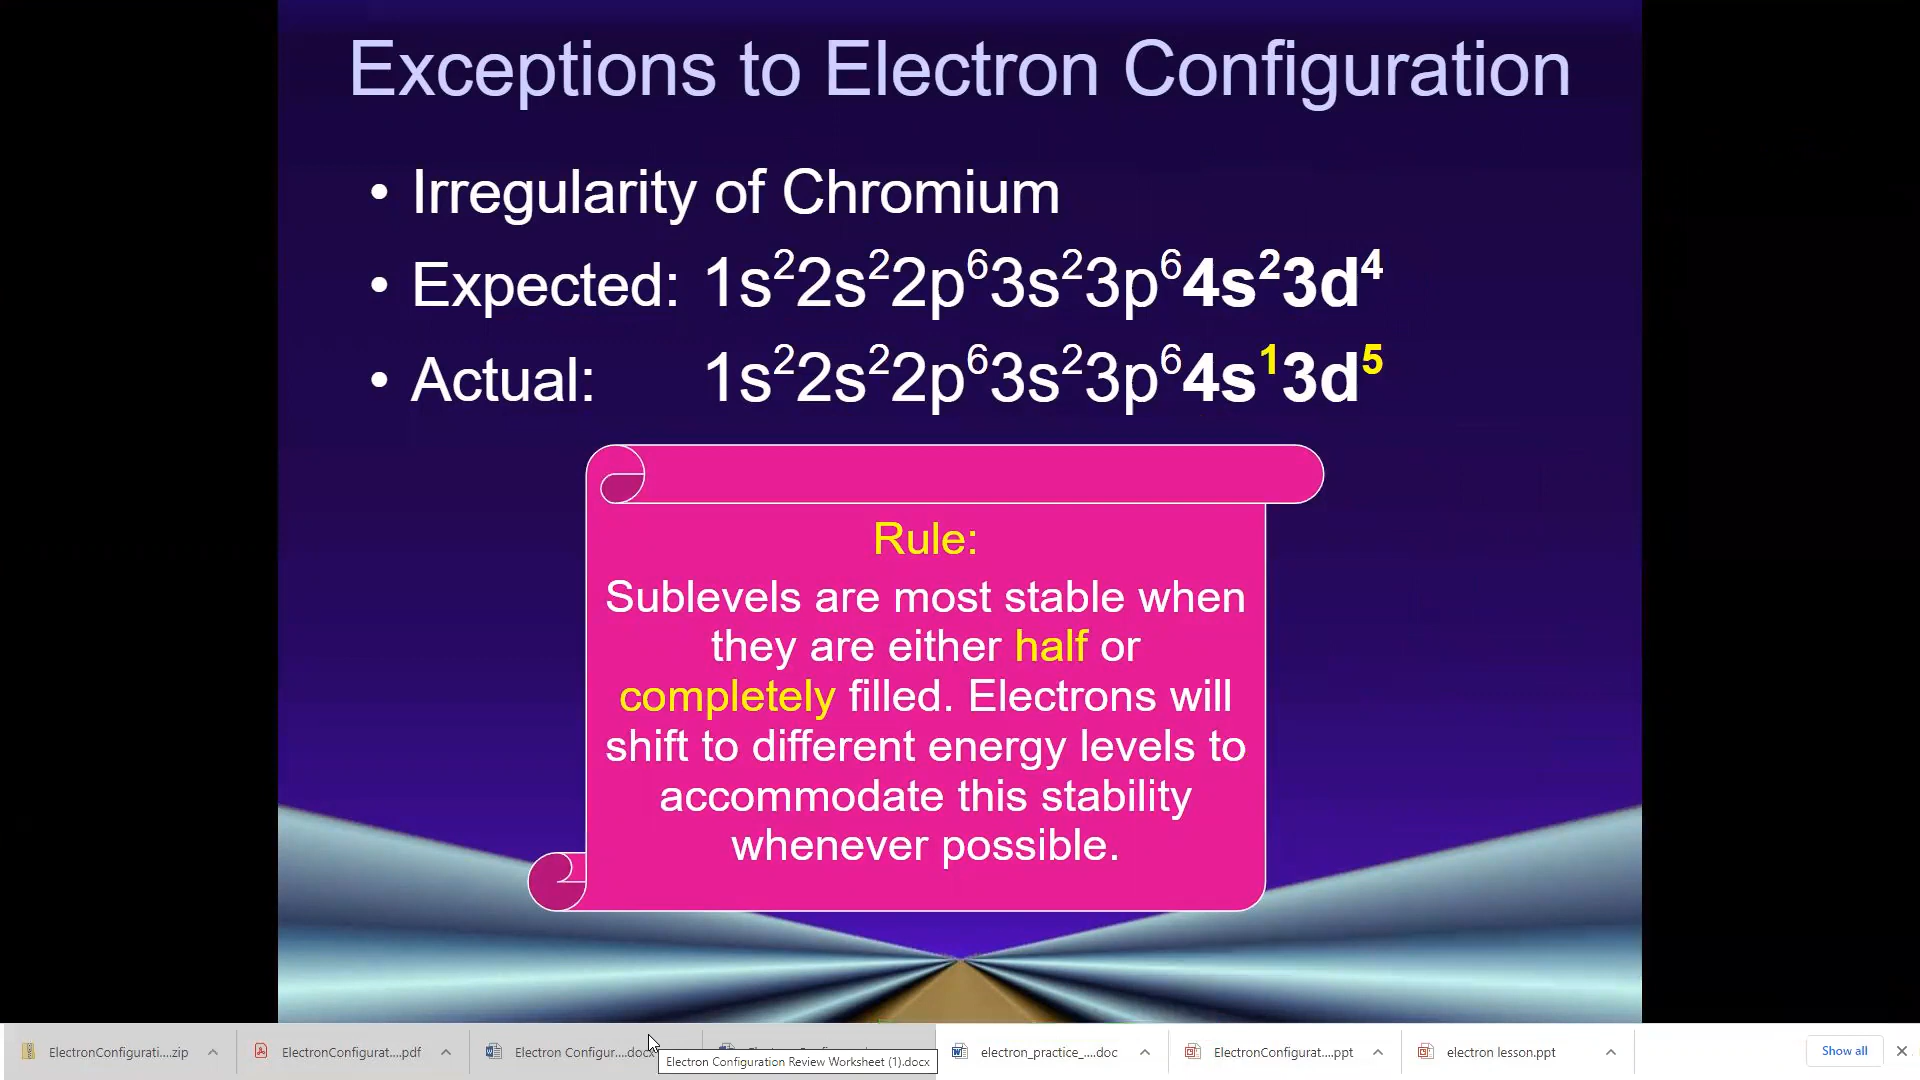 Exceptions to Electron Configuration
• Irregularity of Chromium
• Expected: 1s²2s²2p⁶3s²3p⁶4s²3d⁴
• Actual: 1s²2s²2p⁶3s²3p⁶4s¹3d⁵
Rule:
Sublevels are most stable when
they are either half or
completely filled. Electrons will
shift to different energy levels to
accommodate this stability
whenever possible.
ElectronConfigurati....zip
ElectronConfigurat....pdf
Electron Configur....docx
electron_practice_....doc
ElectronConfigurat....ppt
electron lesson.ppt
Show all
Electron Configuration Review Worksheet (1).docx